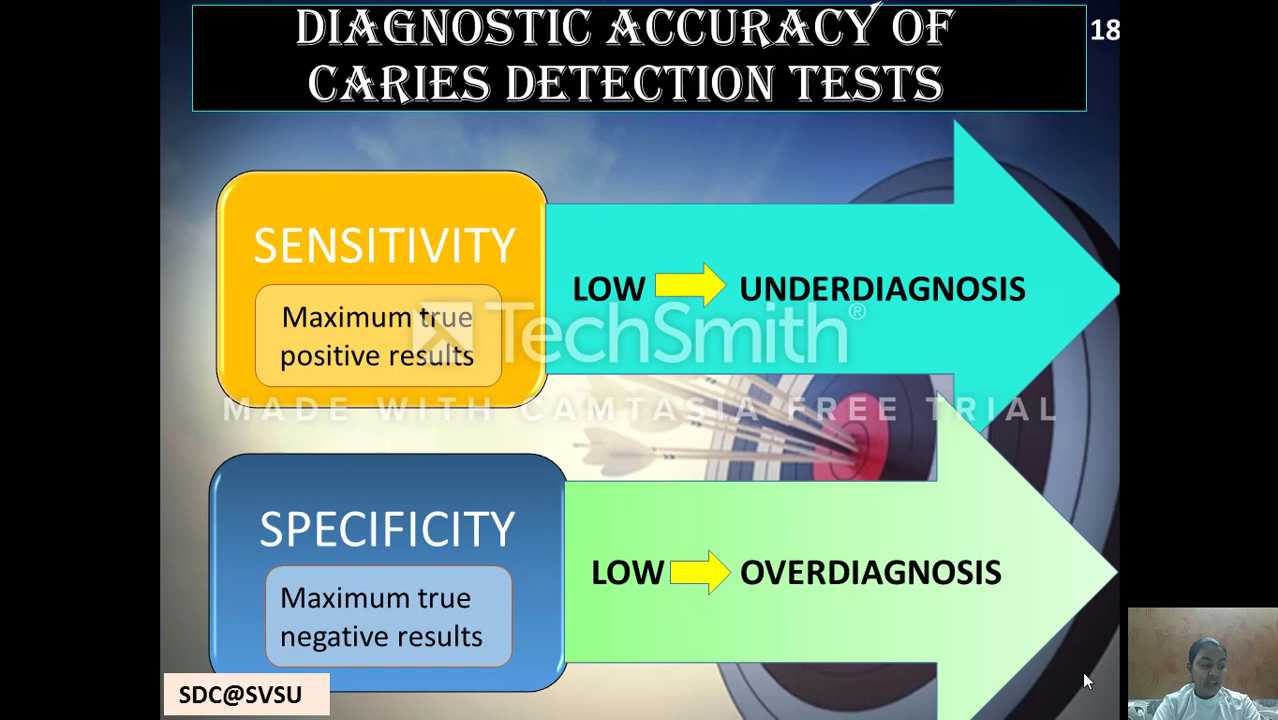 DIAGNOSTIC ACCURACY OF
CARIES DETECTION TESTS
18
SENSITIVITY
Maximum true
positive results
LOW UNDERDIAGNOSIS
TechSmith®
MADE WITH CAMTASIA FREE TRIAL
SPECIFICITY
Maximum true
negative results
LOW OVERDIAGNOSIS
SDC@SVSU